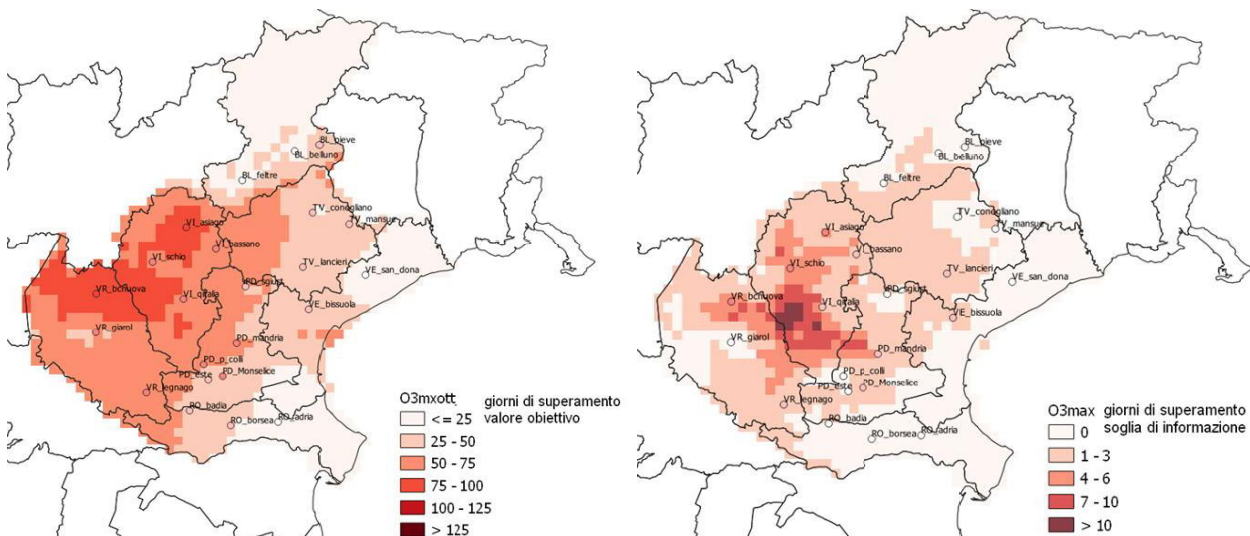 BL_pieve
BL_belluno
BL_feltre
TV_conegliano
VI_asiago
TV_mansue
VI_bassano
VI_schio
TV_lancieri
VE_san_dona
PD_sgiust
VR_bcnuova
VI_qitalia
VE_bissuola
VR_giarol
PD_mandria
PD_p_colli
PD_este
PD_Monselice
VR_legnago
RO_badia
RO_borsea
RO_adria
O3mxott
giorni di superamento
valore obiettivo
<= 25
25 - 50
50 - 75
75 - 100
100 - 125
> 125
BL_pieve
BL_belluno
BL_feltre
TV_conegliano
VI_asiago
TV_mansue
VI_bassano
VI_schio
TV_lancieri
VE_san_dona
PD_sgiust
VR_bcnuova
VI_qitalia
VE_bissuola
VR_giarol
PD_mandria
PD_p_colli
PD_este
PD_Monselice
VR_legnago
RO_badia
RO_borsea
RO_adria
O3max
giorni di superamento
soglia di informazione
0
1 - 3
4 - 6
7 - 10
> 10